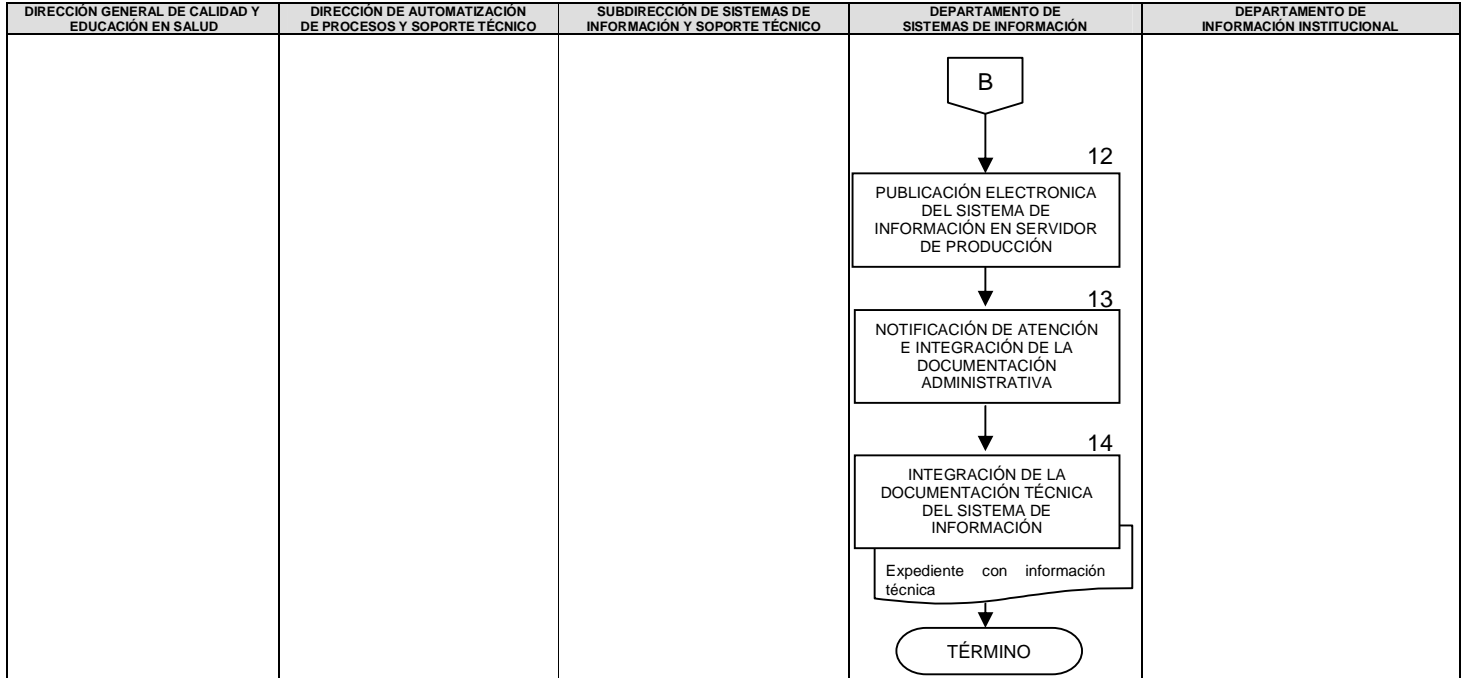 DIRECCIÓN GENERAL DE CALIDAD Y
EDUCACIÓN EN SALUD
DIRECCIÓN DE AUTOMATIZACIÓN
DE PROCESOS Y SOPORTE TÉCNICO
SUBDIRECCIÓN DE SISTEMAS DE
INFORMACIÓN Y SOPORTE TÉCNICO
DEPARTAMENTO DE
SISTEMAS DE INFORMACIÓN
DEPARTAMENTO DE
INFORMACIÓN INSTITUCIONAL
B
12
PUBLICACIÓN ELECTRONICA
DEL SISTEMA DE
INFORMACIÓN EN SERVIDOR
DE PRODUCCIÓN
13
NOTIFICACIÓN DE ATENCIÓN
E INTEGRACIÓN DE LA
DOCUMENTACIÓN
ADMINISTRATIVA
14
INTEGRACIÓN DE LA
DOCUMENTACIÓN TÉCNICA
DEL SISTEMA DE
INFORMACIÓN
Expediente con información
técnica
TÉRMINO